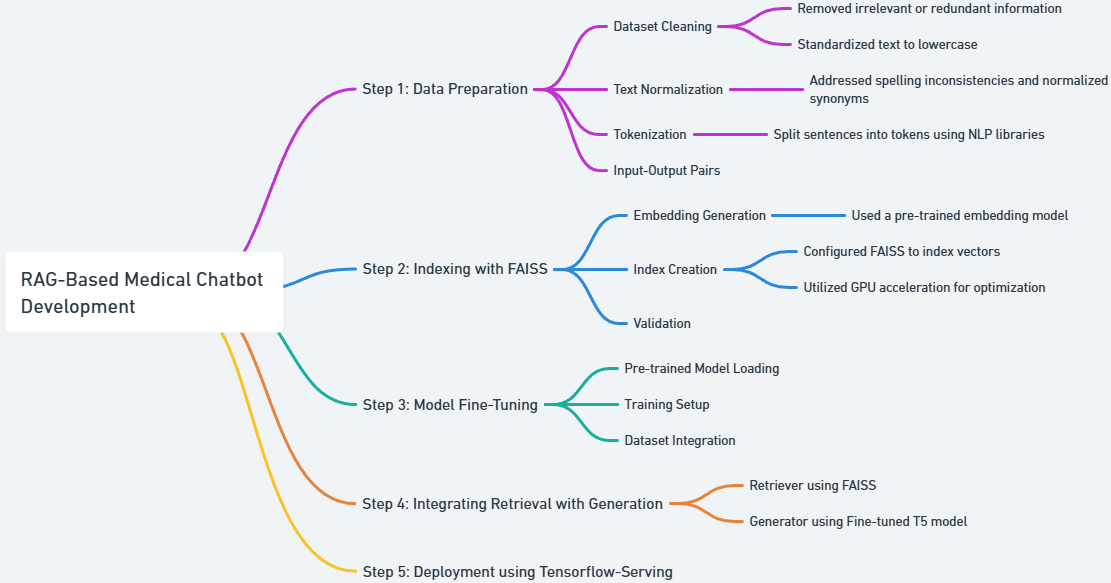 RAG-Based Medical Chatbot
Development
Step 1: Data Preparation
Dataset Cleaning
Removed irrelevant or redundant information
Standardized text to lowercase
Text Normalization
Addressed spelling inconsistencies and normalized
synonyms
Tokenization
Split sentences into tokens using NLP libraries
Input-Output Pairs
Step 2: Indexing with FAISS
Embedding Generation
Used a pre-trained embedding model
Index Creation
Configured FAISS to index vectors
Utilized GPU acceleration for optimization
Validation
Step 3: Model Fine-Tuning
Pre-trained Model Loading
Training Setup
Dataset Integration
Step 4: Integrating Retrieval with Generation
Retriever using FAISS
Generator using Fine-tuned T5 model
Step 5: Deployment using Tensorflow-Serving